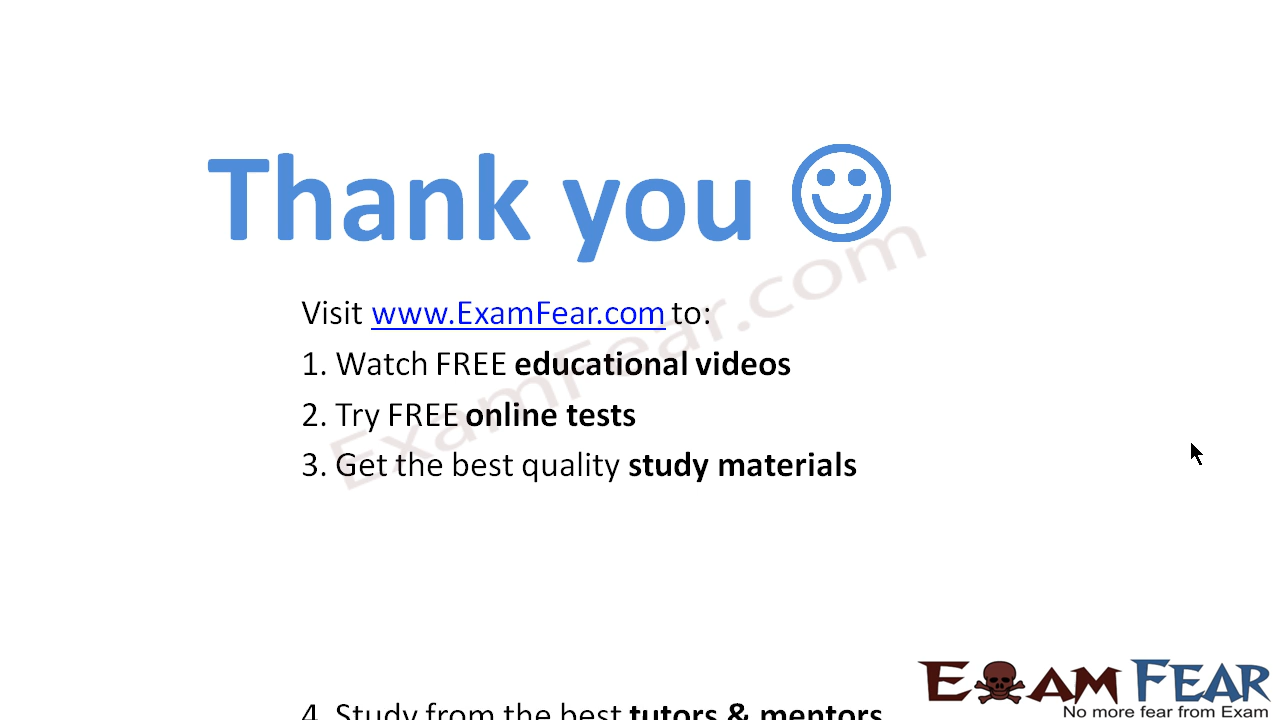 Thank you
Visit www.ExamFear.com to:
1. Watch FREE educational videos
2. Try FREE online tests
3. Get the best quality study materials
ExamFear.com
4. Study from the best tutors & mentors
EXAM FEAR
No more fear from Exam